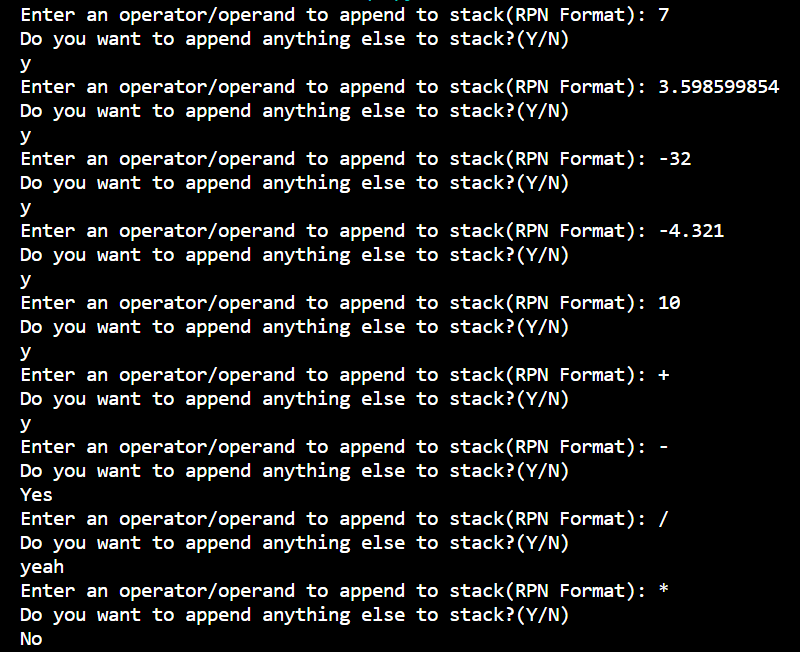 Enter an operator/operand to append to stack(RPN Format): 7
Do you want to append anything else to stack?(Y/N)
y
Enter an operator/operand to append to stack(RPN Format): 3.598599854
Do you want to append anything else to stack?(Y/N)
y
Enter an operator/operand to append to stack(RPN Format): -32
Do you want to append anything else to stack?(Y/N)
y
Enter an operator/operand to append to stack(RPN Format): -4.321
Do you want to append anything else to stack?(Y/N)
y
Enter an operator/operand to append to stack(RPN Format): 10
Do you want to append anything else to stack?(Y/N)
y
Enter an operator/operand to append to stack(RPN Format): +
Do you want to append anything else to stack?(Y/N)
y
Enter an operator/operand to append to stack(RPN Format): -
Do you want to append anything else to stack?(Y/N)
Yes
Enter an operator/operand to append to stack(RPN Format): /
Do you want to append anything else to stack?(Y/N)
yeah
Enter an operator/operand to append to stack(RPN Format): *
Do you want to append anything else to stack?(Y/N)
No